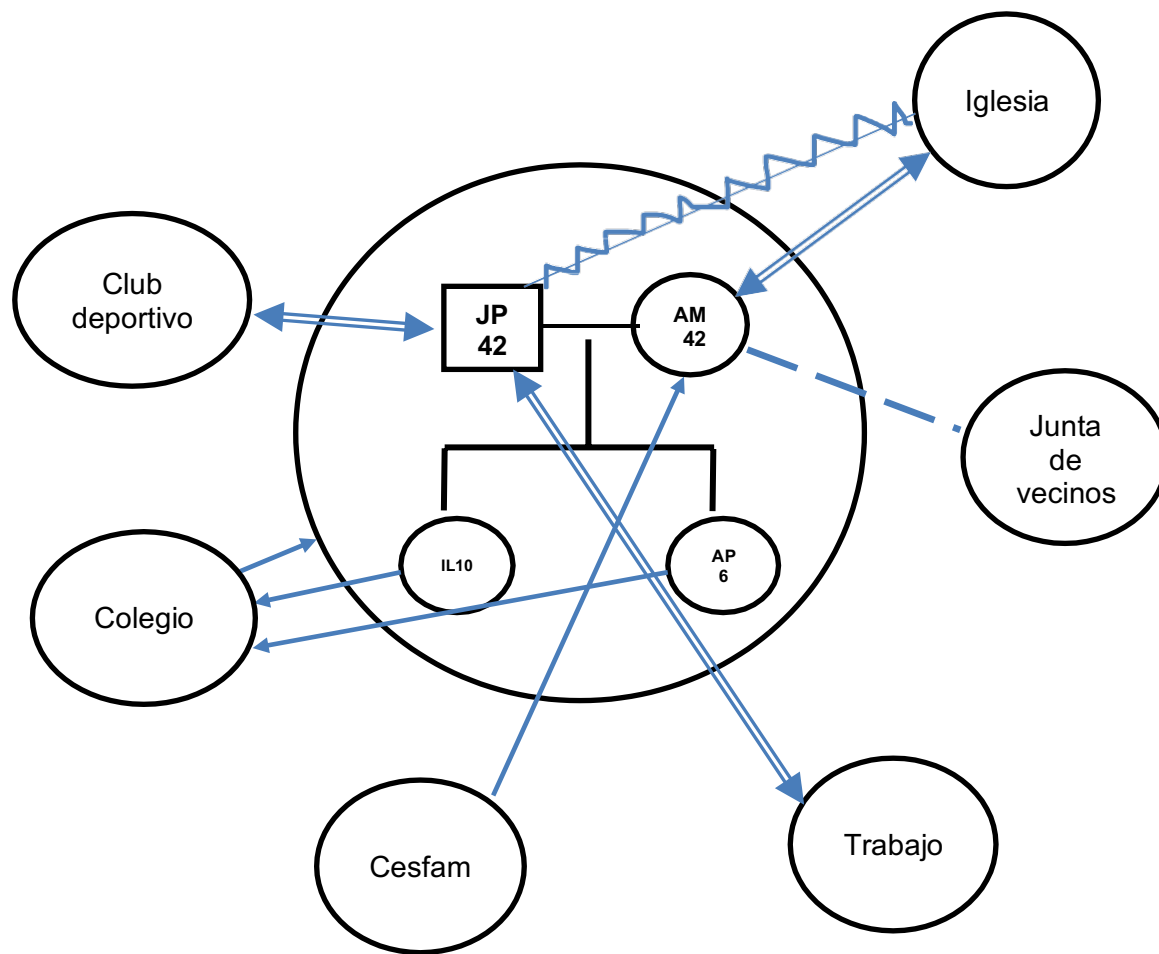 Iglesia
Club
deportivo
JP
42
AM
42
Junta
de
vecinos
IL10
AP
6
Colegio
Cesfam
Trabajo